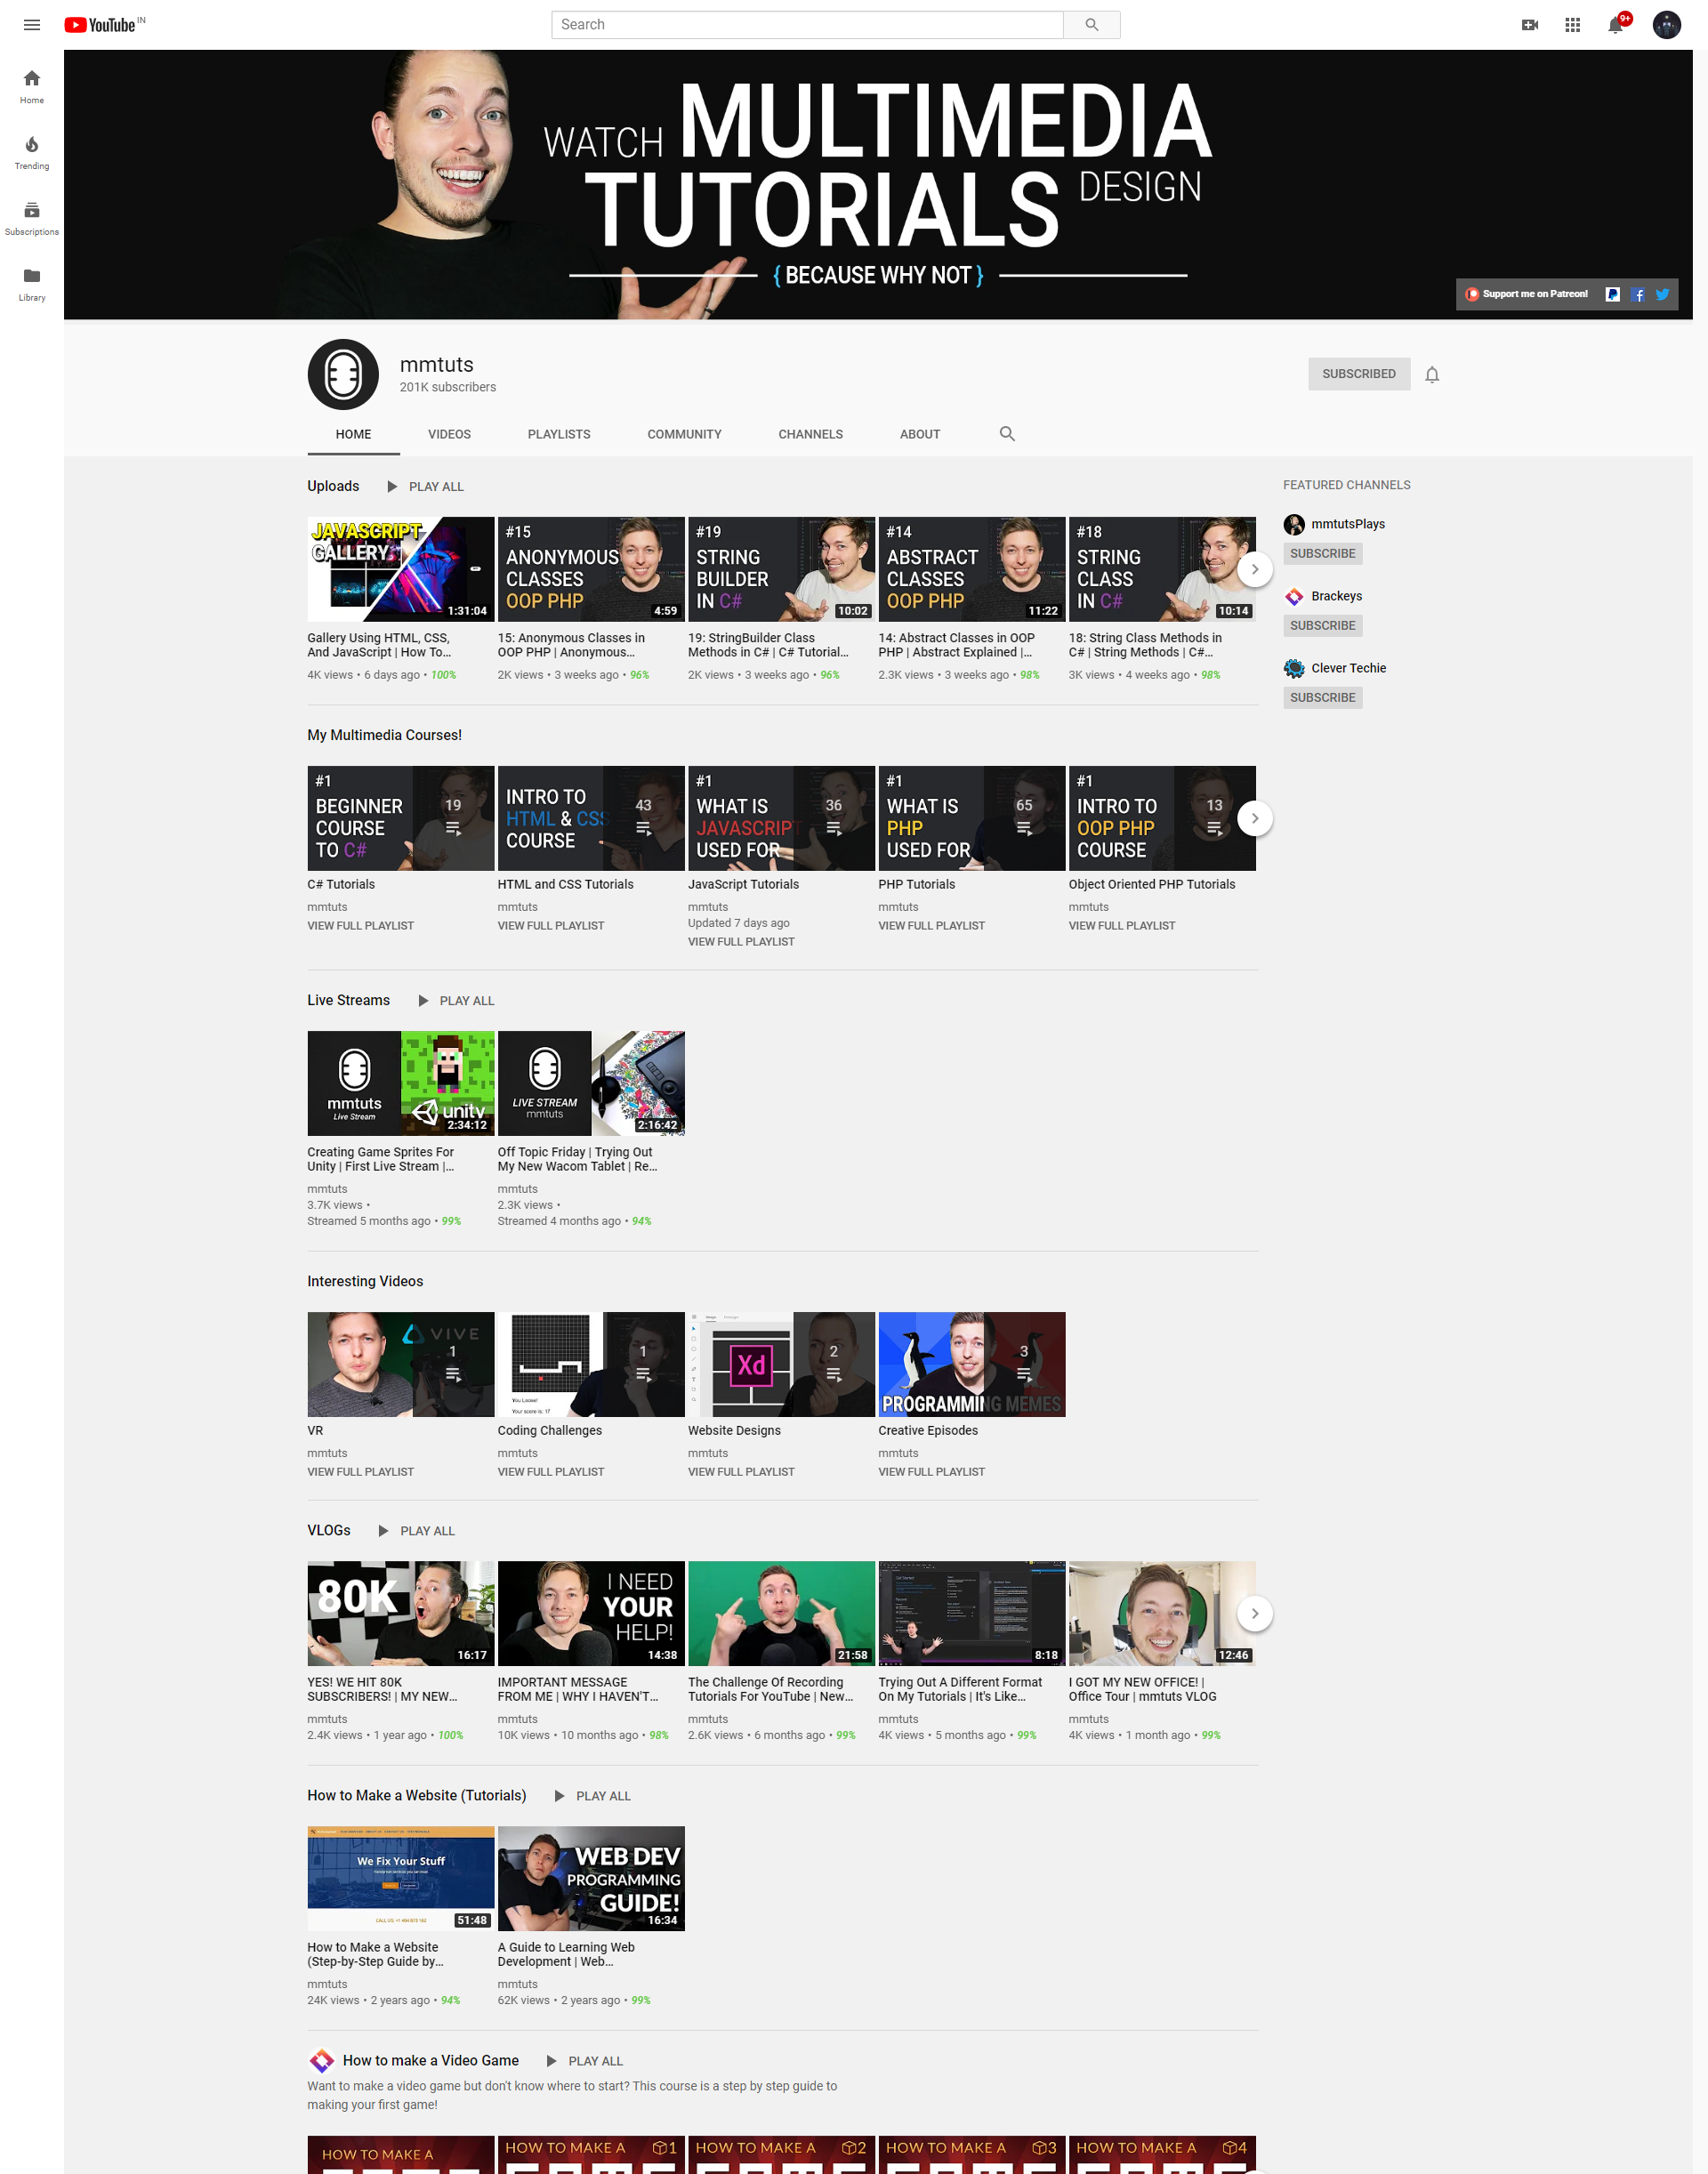 YouTube IN
Search
9+
Home
Trending
Subscriptions
Library
WATCH MULTIMEDIA
TUTORIALS DESIGN
{ BECAUSE WHY NOT }
Support me on Patreon!
mmtuts
201K subscribers
SUBSCRIBED
HOME VIDEOS PLAYLISTS COMMUNITY CHANNELS ABOUT
Uploads PLAY ALL
JAVASCRIPT
GALLERY
1:31:04
Gallery Using HTML, CSS,
And JavaScript | How To...
4K views • 6 days ago • 100%
#15
ANONYMOUS
CLASSES
OOP PHP
4:59
15: Anonymous Classes in
OOP PHP | Anonymous...
2K views • 3 weeks ago • 96%
#19
STRING
BUILDER
IN C#
10:02
19: StringBuilder Class
Methods in C# | C# Tutorial...
2K views • 3 weeks ago • 96%
#14
ABSTRACT
CLASSES
OOP PHP
11:22
14: Abstract Classes in OOP
PHP | Abstract Explained |...
2.3K views • 3 weeks ago • 98%
#18
STRING
CLASS
IN C#
10:14
18: String Class Methods in
C# | String Methods | C#...
3K views • 4 weeks ago • 98%
FEATURED CHANNELS
mmtutsPlays
SUBSCRIBE
Brackeys
SUBSCRIBE
Clever Techie
SUBSCRIBE
My Multimedia Courses!
#1
BEGINNER
COURSE
TO C#
19
C# Tutorials
mmtuts
VIEW FULL PLAYLIST
INTRO TO
HTML & CSS
COURSE
43
HTML and CSS Tutorials
mmtuts
VIEW FULL PLAYLIST
#1
WHAT IS
JAVASCRIPT
USED FOR
36
JavaScript Tutorials
mmtuts
Updated 7 days ago
VIEW FULL PLAYLIST
#1
WHAT IS
PHP
USED FOR
65
PHP Tutorials
mmtuts
VIEW FULL PLAYLIST
#1
INTRO TO
OOP PHP
COURSE
13
Object Oriented PHP Tutorials
mmtuts
VIEW FULL PLAYLIST
Live Streams PLAY ALL
mmtuts
Live Stream
unity
2:34:12
Creating Game Sprites For
Unity | First Live Stream |...
mmtuts
3.7K views •
Streamed 5 months ago • 99%
LIVE STREAM
mmtuts
2:16:42
Off Topic Friday | Trying Out
My New Wacom Tablet | Re...
mmtuts
2.3K views •
Streamed 4 months ago • 94%
Interesting Videos
VIVE
1
VR
mmtuts
VIEW FULL PLAYLIST
You Loose!
Your score is: 17
1
Coding Challenges
mmtuts
VIEW FULL PLAYLIST
Xd
2
Website Designs
mmtuts
VIEW FULL PLAYLIST
3
PROGRAMMING MEMES
Creative Episodes
mmtuts
VIEW FULL PLAYLIST
VLOGs PLAY ALL
80K
16:17
YES! WE HIT 80K
SUBSCRIBERS! | MY NEW...
mmtuts
2.4K views • 1 year ago • 100%
I NEED
YOUR
HELP!
14:38
IMPORTANT MESSAGE
FROM ME | WHY I HAVEN'T...
mmtuts
10K views • 10 months ago • 98%
21:58
The Challenge Of Recording
Tutorials For YouTube | New...
mmtuts
2.6K views • 6 months ago • 99%
8:18
Trying Out A Different Format
On My Tutorials | It's Like...
mmtuts
4K views • 5 months ago • 99%
12:46
I GOT MY NEW OFFICE! |
Office Tour | mmtuts VLOG
mmtuts
4K views • 1 month ago • 99%
How to Make a Website (Tutorials) PLAY ALL
We Fix Your Stuff
51:48
How to Make a Website
(Step-by-Step Guide by...
mmtuts
24K views • 2 years ago • 94%
WEB DEV
PROGRAMMING
GUIDE!
16:34
A Guide to Learning Web
Development | Web...
mmtuts
62K views • 2 years ago • 99%
How to make a Video Game PLAY ALL
Want to make a video game but don't know where to start? This course is a step by step guide to
making your first game!
HOW TO MAKE A
HOW TO MAKE A 1
HOW TO MAKE A 2
HOW TO MAKE A 3
HOW TO MAKE A 4